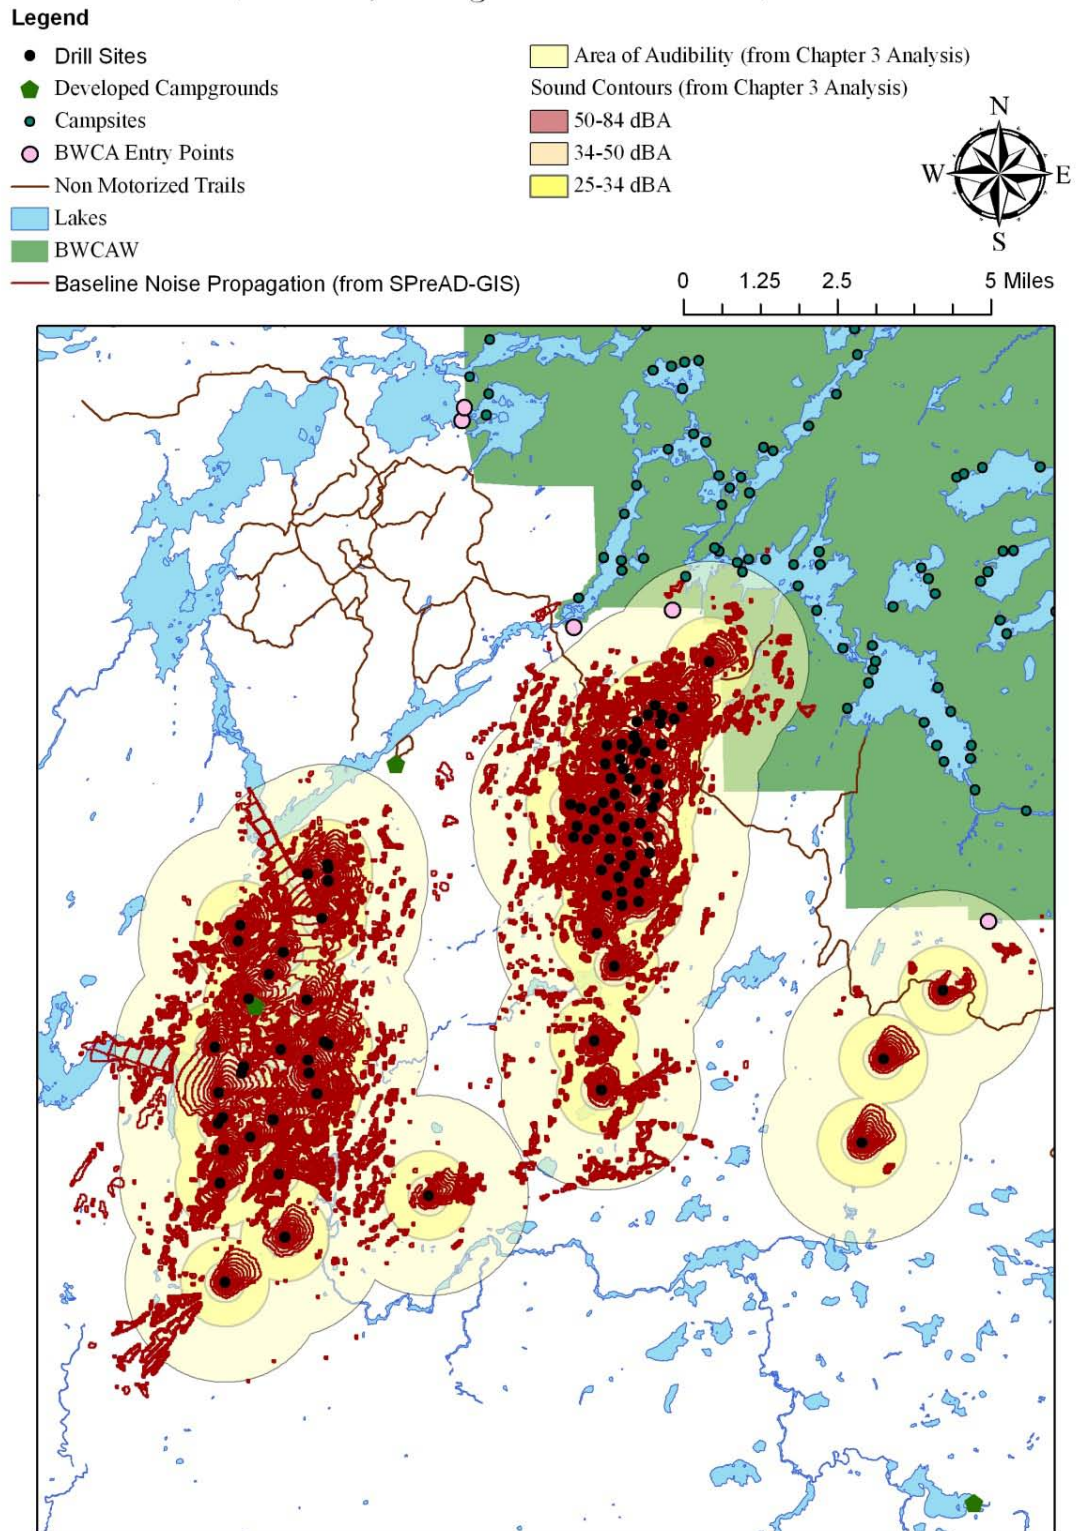 Legend
Drill Sites
Developed Campgrounds
Campsites
BWCA Entry Points
Non Motorized Trails
Lakes
BWCAW
Baseline Noise Propagation (from SPreAD-GIS)
Area of Audibility (from Chapter 3 Analysis)
Sound Contours (from Chapter 3 Analysis)
50-84 dBA
34-50 dBA
25-34 dBA
N
W E
S
0 1.25 2.5 5 Miles